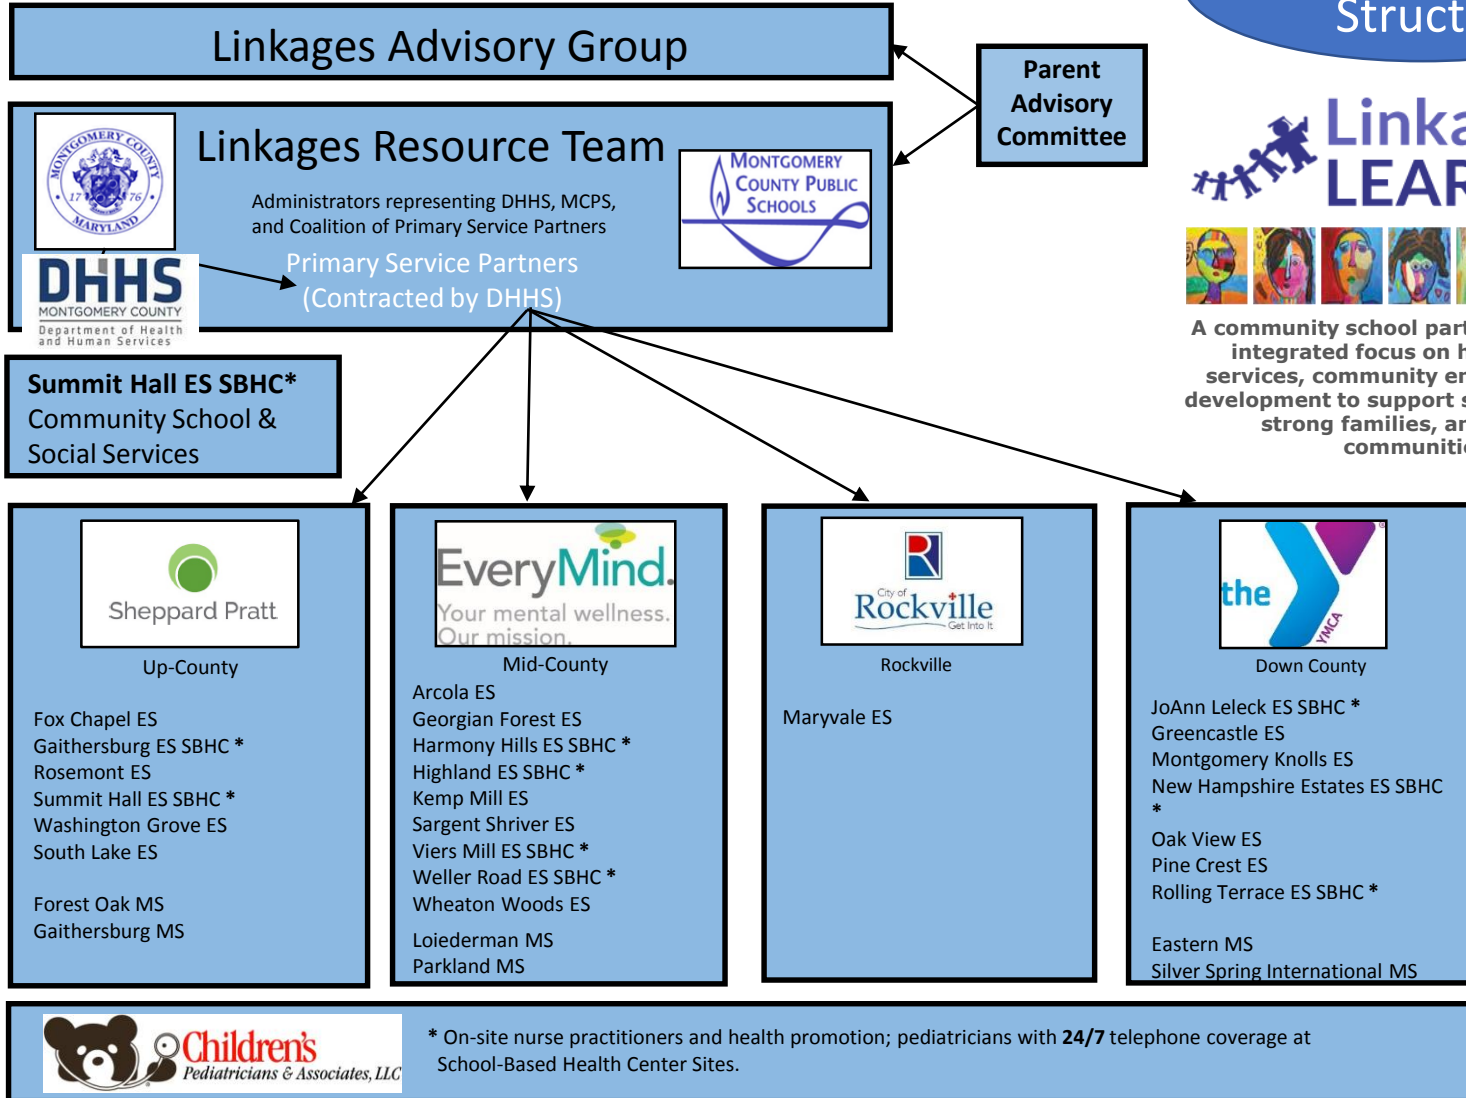 Struct
Linkages Advisory Group
Parent
Advisory
Committee
Linkages Resource Team
Administrators representing DHHS, MCPS,
and Coalition of Primary Service Partners
Primary Service Partners
(Contracted by DHHS)
MONTGOMERY COUNTY
17 76
MARYLAND
MONTGOMERY
COUNTY PUBLIC
SCHOOLS
DHHS
MONTGOMERY COUNTY
Department of Health
and Human Services
Linka
LEAR
A community school part
integrated focus on h
services, community en
development to support s
strong families, an
communitie
Summit Hall ES SBHC*
Community School &
Social Services
Sheppard Pratt
Up-County
Fox Chapel ES
Gaithersburg ES SBHC *
Rosemont ES
Summit Hall ES SBHC *
Washington Grove ES
South Lake ES
Forest Oak MS
Gaithersburg MS
EveryMind.
Your mental wellness.
Our mission.
Mid-County
Arcola ES
Georgian Forest ES
Harmony Hills ES SBHC *
Highland ES SBHC *
Kemp Mill ES
Sargent Shriver ES
Viers Mill ES SBHC *
Weller Road ES SBHC *
Wheaton Woods ES
Loiederman MS
Parkland MS
R
City of
Rockville
Get Into It
Rockville
Maryvale ES
the
YMCA
®
Down County
JoAnn Leleck ES SBHC *
Greencastle ES
Montgomery Knolls ES
New Hampshire Estates ES SBHC
*
Oak View ES
Pine Crest ES
Rolling Terrace ES SBHC *
Eastern MS
Silver Spring International MS
Children's
Pediatricians & Associates, LLC
* On-site nurse practitioners and health promotion; pediatricians with 24/7 telephone coverage at
School-Based Health Center Sites.